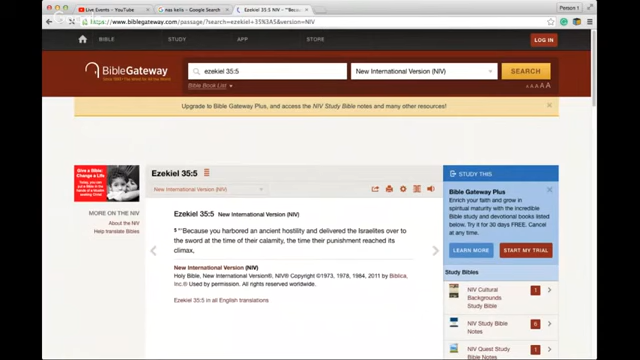 Live Events - YouTube
nas kells - Google Search
Ezekiel 35:5 NIV - "'Becau
Person 1
https://www.biblegateway.com/passage/?search=ezekiel+35%3A5&version=NIV
BIBLE
STUDY
APP
STORE
LOG IN
BibleGateway
ezekiel 35:5
New International Version (NIV)
SEARCH
Bible Book List
A A A A A
Upgrade to Bible Gateway Plus, and access the NIV Study Bible notes and many other resources!
Give a Bible:
Change a Life
MORE ON THE NIV
About the NIV
Help translate Bibles
Ezekiel 35:5
New International Version (NIV)
Ezekiel 35:5 New International Version (NIV)
5 "'Because you harbored an ancient hostility and delivered the Israelites over to
the sword at the time of their calamity, the time their punishment reached its
climax,
New International Version (NIV)
Holy Bible, New International Version®, NIV® Copyright ©1973, 1978, 1984, 2011 by Biblica,
Inc.® Used by permission. All rights reserved worldwide.
Ezekiel 35:5 in all English translations
STUDY THIS
Bible Gateway Plus
Enrich your faith and grow in
spiritual maturity with the incredible
Bible study and devotional books listed
below. Try it for 30 days FREE. Cancel
at any time.
LEARN MORE
START MY TRIAL
Study Bibles
NIV Cultural
Backgrounds
Study Bible
1
NIV Study Bible
Notes
6
NIV Quest Study
Bible Notes
1